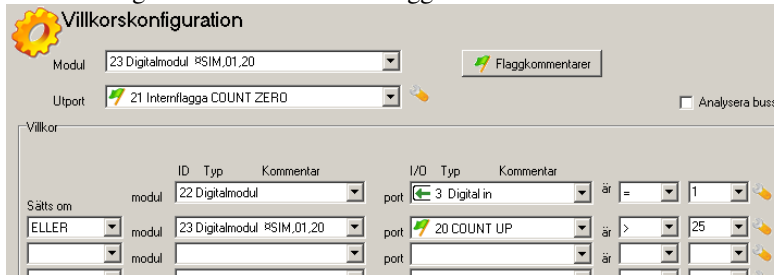 Villkorskonfiguration
Modul 23 Digitalmodul ¤SIM,01,20 Flaggkommentarer
Utport 21 Internflagga COUNT ZERO Analysera buss
Villkor
ID Typ Kommentar I/O Typ Kommentar
modul 22 Digitalmodul port 3 Digital in är = 1
Sätts om
ELLER modul 23 Digitalmodul ¤SIM,01,20 port 20 COUNT UP är > 25
modul port är